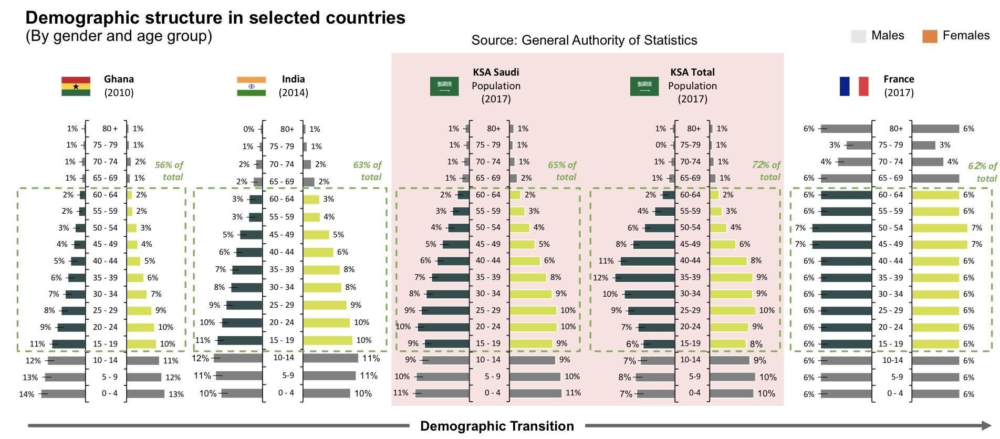 Demographic structure in selected countries
(By gender and age group)
Source: General Authority of Statistics
Males
Females
Ghana
(2010)
1% 80 + 1%
1% 75 - 79 1%
1% 70 - 74 2%
1% 65 - 69 1%
2% 60 - 64 2%
2% 55 - 59 2%
3% 50 - 54 3%
4% 45 - 49 4%
5% 40 - 44 5%
6% 35 - 39 6%
7% 30 - 34 7%
8% 25 - 29 9%
9% 20 - 24 10%
11% 15 - 19 10%
12% 10 - 14 11%
13% 5 - 9 12%
14% 0 - 4 13%
56% of
total
India
(2014)
0% 80+ 1%
1% 75 - 79 1%
2% 70 - 74 2%
2% 65 - 69 2%
3% 60 - 64 3%
3% 55 - 59 4%
5% 45 - 49 5%
6% 40 - 44 6%
7% 35 - 39 8%
8% 30 - 34 8%
9% 25 - 29 9%
10% 20 - 24 10%
11% 15 - 19 10%
12% 10-14 11%
11% 5-9 11%
10% 0 - 4 10%
63% of
total
KSA Saudi
Population
(2017)
1% 80+ 1%
1% 75 - 79 1%
1% 70 - 74 1%
1% 65 - 69 2%
2% 60 - 64 2%
3% 55 - 59 3%
4% 50 - 54 4%
5% 45 - 49 5%
6% 40 - 44 6%
7% 35 - 39 8%
8% 30 - 34 9%
9% 25 - 29 10%
10% 20 - 24 10%
9% 15 - 19 9%
9% 10 - 14 9%
10% 5 - 9 10%
11% 0 - 4 11%
65% of
total
KSA Total
Population
(2017)
1% 80+ 1%
0% 75-79 1%
1% 70-74 1%
1% 65-69 1%
2% 60-64 2%
4% 55-59 3%
6% 50-54 4%
8% 45-49 6%
11% 40-44 8%
12% 35-39 9%
10% 30-34 9%
9% 25-29 10%
7% 20-24 9%
6% 15-19 8%
7% 10-14 9%
8% 5-9 10%
7% 0-4 10%
72% of
total
France
(2017)
6% 80+ 6%
3% 75 - 79 3%
4% 70 - 74 4%
6% 65 - 69
6% 60 - 64 6%
6% 55 - 59 6%
7% 50 - 54 7%
7% 45 - 49 7%
6% 40 - 44 6%
6% 35 - 39 6%
6% 30 - 34 6%
6% 25 - 29 6%
6% 20 - 24 6%
6% 15 - 19 6%
6% 10-14 6%
6% 5-9 6%
6% 0 - 4 6%
62% of
total
Demographic Transition